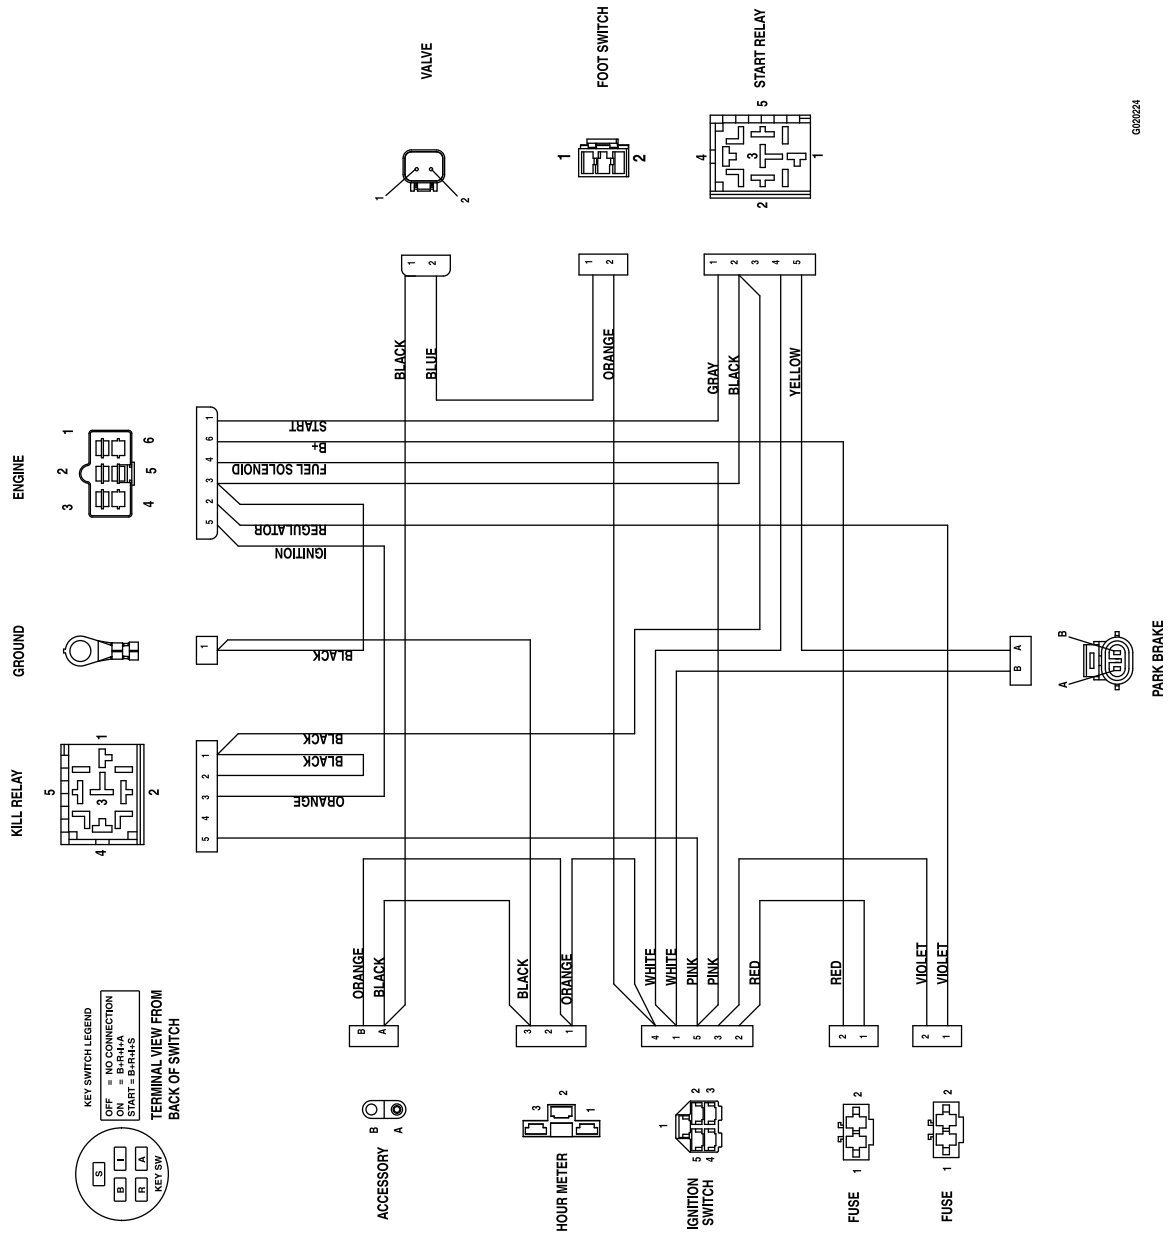 VALVE
FOOT SWITCH
START RELAY
1
2
1
2
4
3
5
2
1
G020224
1
2
1
2
1
2
3
4
5
BLACK
BLUE
ORANGE
GRAY
BLACK
YELLOW
ENGINE
1
2
3
6
5
4
1
6
4
3
2
5
START
B+
FUEL SOLENOID
REGULATOR
IGNITION
GROUND
1
BLACK
KILL RELAY
5
1
3
4
2
1
2
3
4
5
BLACK
BLACK
ORANGE
B
A
B
A
PARK BRAKE
ORANGE
BLACK
BLACK
ORANGE
WHITE
WHITE
PINK
PINK
RED
RED
VIOLET
VIOLET
B
A
3
2
1
4
1
5
3
2
2
1
2
1
KEY SWITCH LEGEND
OFF = NO CONNECTION
ON = B+R+I+A
START = B+R+I+S
TERMINAL VIEW FROM
BACK OF SWITCH
S
B
I
R
A
KEY SW
ACCESSORY
B
A
HOUR METER
3
2
1
IGNITION
SWITCH
1
2
3
5
4
FUSE
1
2
FUSE
1
2